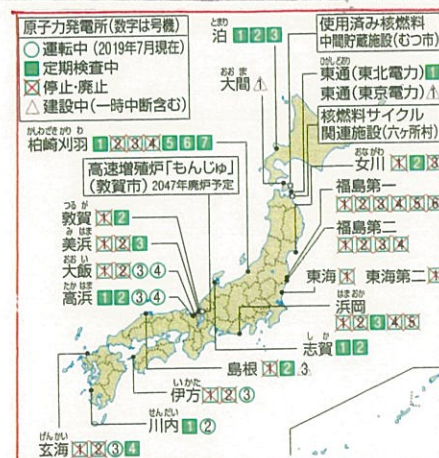 原子力発電所(数字は号機)
○運転中(2019年7月現在)
■定期検査中
☒停止・廃止
△建設中(一時中断含む)
とまり
泊 1 2 3
おおま
大間 1
使用済み核燃料
中間貯蔵施設(むつ市)
ひがしどおり
東通(東北電力) 1
東通(東京電力) 1
核燃料サイクル
関連施設(六ヶ所村)
かしわざきかりわ
柏崎刈羽 1 2 3 4 5 6 7
おながわ
女川 1 2 3
高速増殖炉「もんじゅ」
(敦賀市) 2047年廃炉予定
福島第一
1 2 3 4 5 6
福島第二
1 2 3 4
つるが
敦賀 1 2
みはま
美浜 1 2 3
おおい
大飯 1 2 3 4
たかはま
高浜 1 2 3 4
東海 1 東海第二 1
はまおか
浜岡
1 2 3 4 5
しか
志賀 1 2
島根 1 2 3
いかた
伊方 1 2 3
せんだい
川内 1 2
げんかい
玄海 1 2 3 4